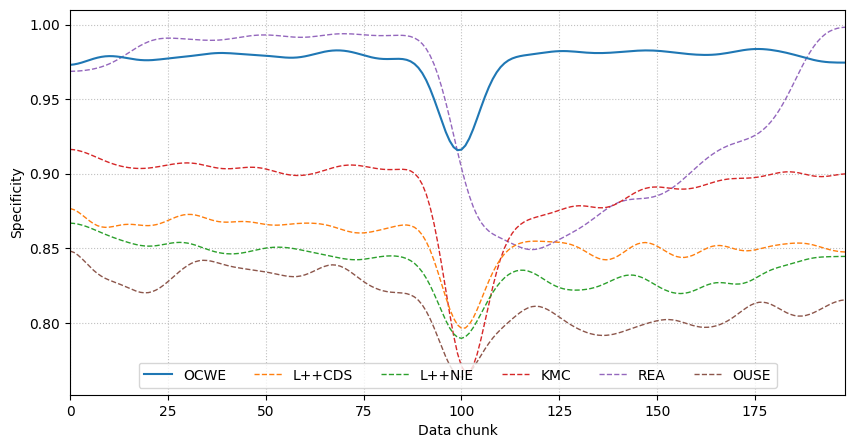 1.00
0.95
0.90
0.85
0.80
Specificity
OCWE L++CDS L++NIE KMC REA OUSE
0 25 50 75 100 125 150 175
Data chunk